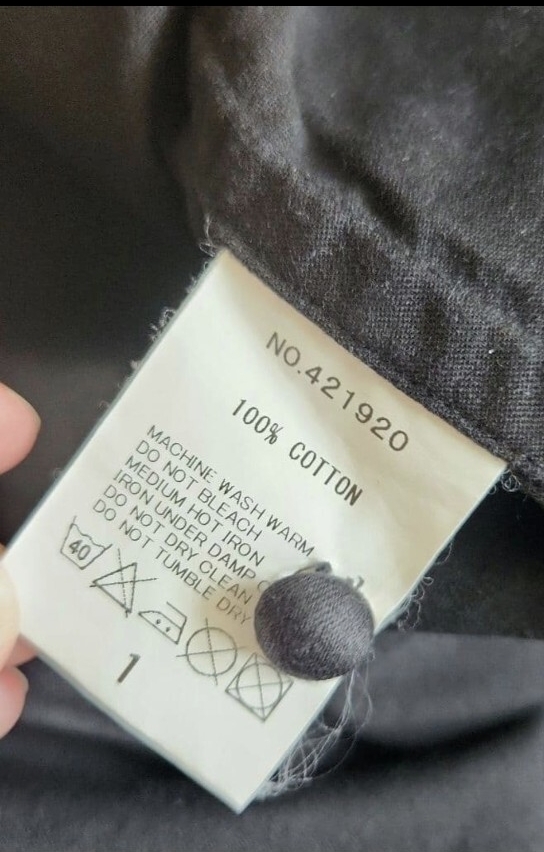 NO.421920
100% COTTON
MACHINE WASH WARM
DO NOT BLEACH
MEDIUM HOT IRON
IRON UNDER DAMP
DO NOT DRY CLEAN
DO NOT TUMBLE DRY
40
1